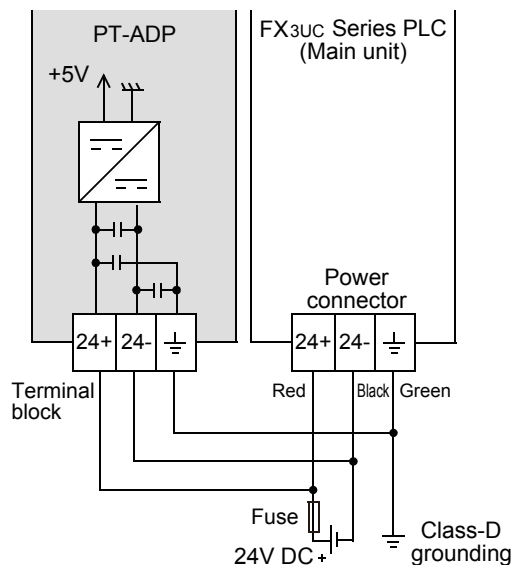 PT-ADP
FX3UC Series PLC
(Main unit)
+5V
Power
connector
24+ 24-
24+ 24-
Terminal
block
Red Black Green
Fuse
24V DC +
Class-D
grounding